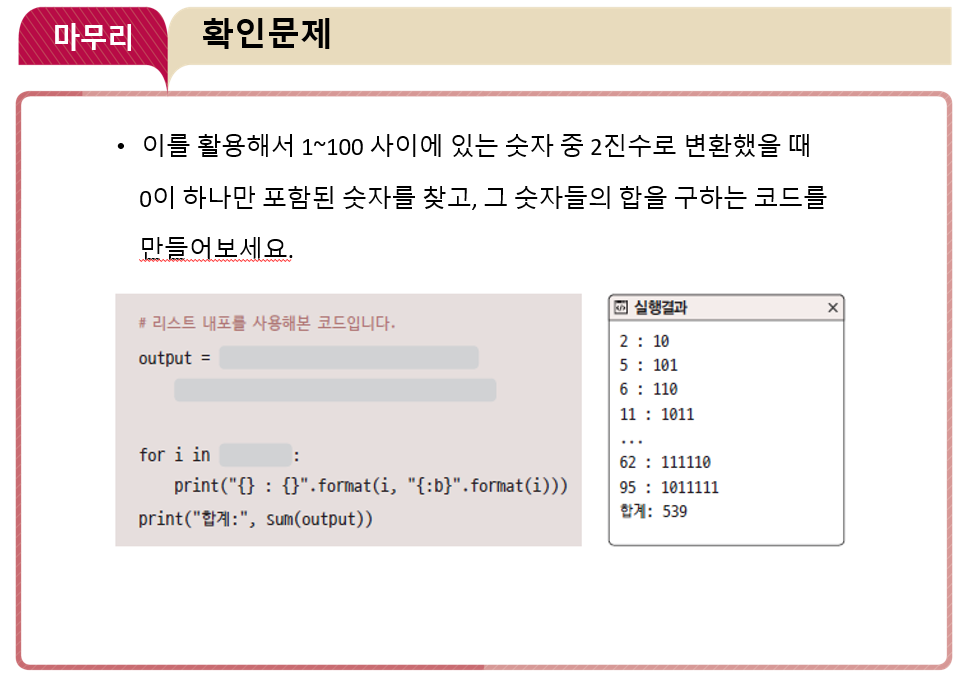 마무리
확인문제
• 이를 활용해서 1~100 사이에 있는 숫자 중 2진수로 변환했을 때
0이 하나만 포함된 숫자를 찾고, 그 숫자들의 합을 구하는 코드를
만들어보세요.
# 리스트 내포를 사용해본 코드입니다.
output =
for i in :
print("{} : {}".format(i, "{:b}".format(i)))
print("합계:", sum(output))
실행결과
2 : 10
5 : 101
6 : 110
11 : 1011
...
62 : 111110
95 : 1011111
합계: 539